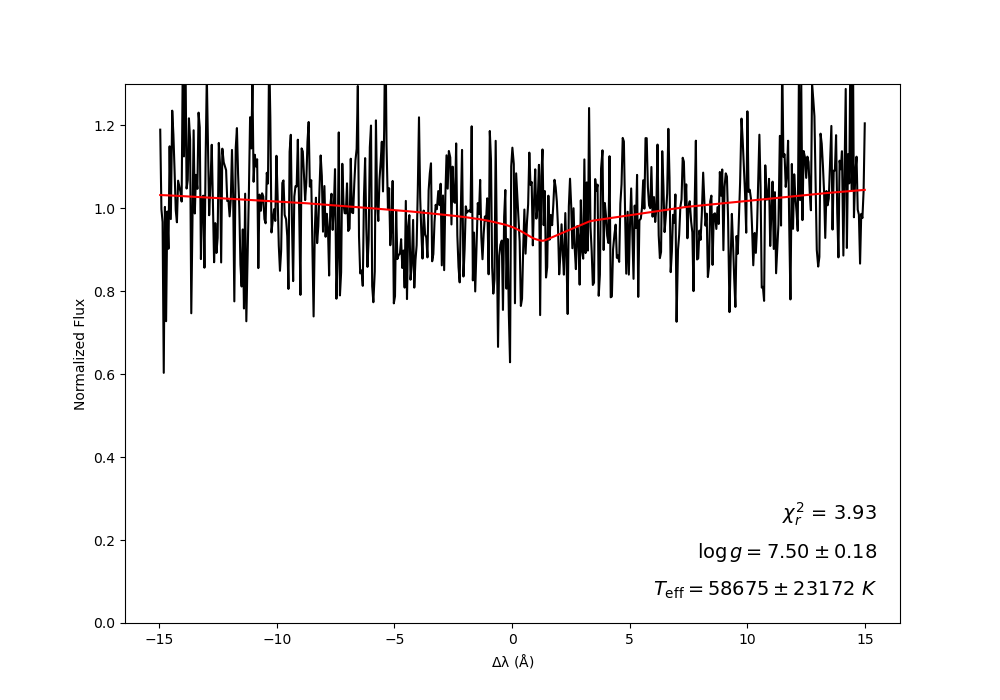 1.2
1.0
0.8
0.6
0.4
0.2
0.0
Normalized Flux
χ²ᵣ = 3.93
log g = 7.50 ± 0.18
T_eff = 58675 ± 23172 K
−15 −10 −5 0 5 10 15
Δλ (Å)